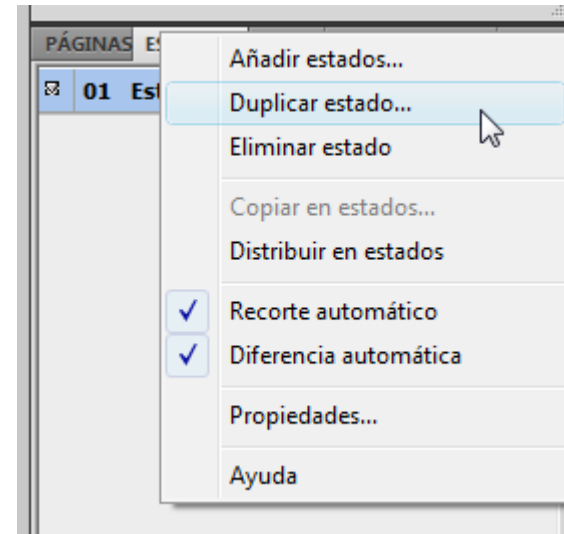 PÁGINAS
01
Añadir estados...
Duplicar estado...
Eliminar estado
Copiar en estados...
Distribuir en estados
Recorte automático
Diferencia automática
Propiedades...
Ayuda